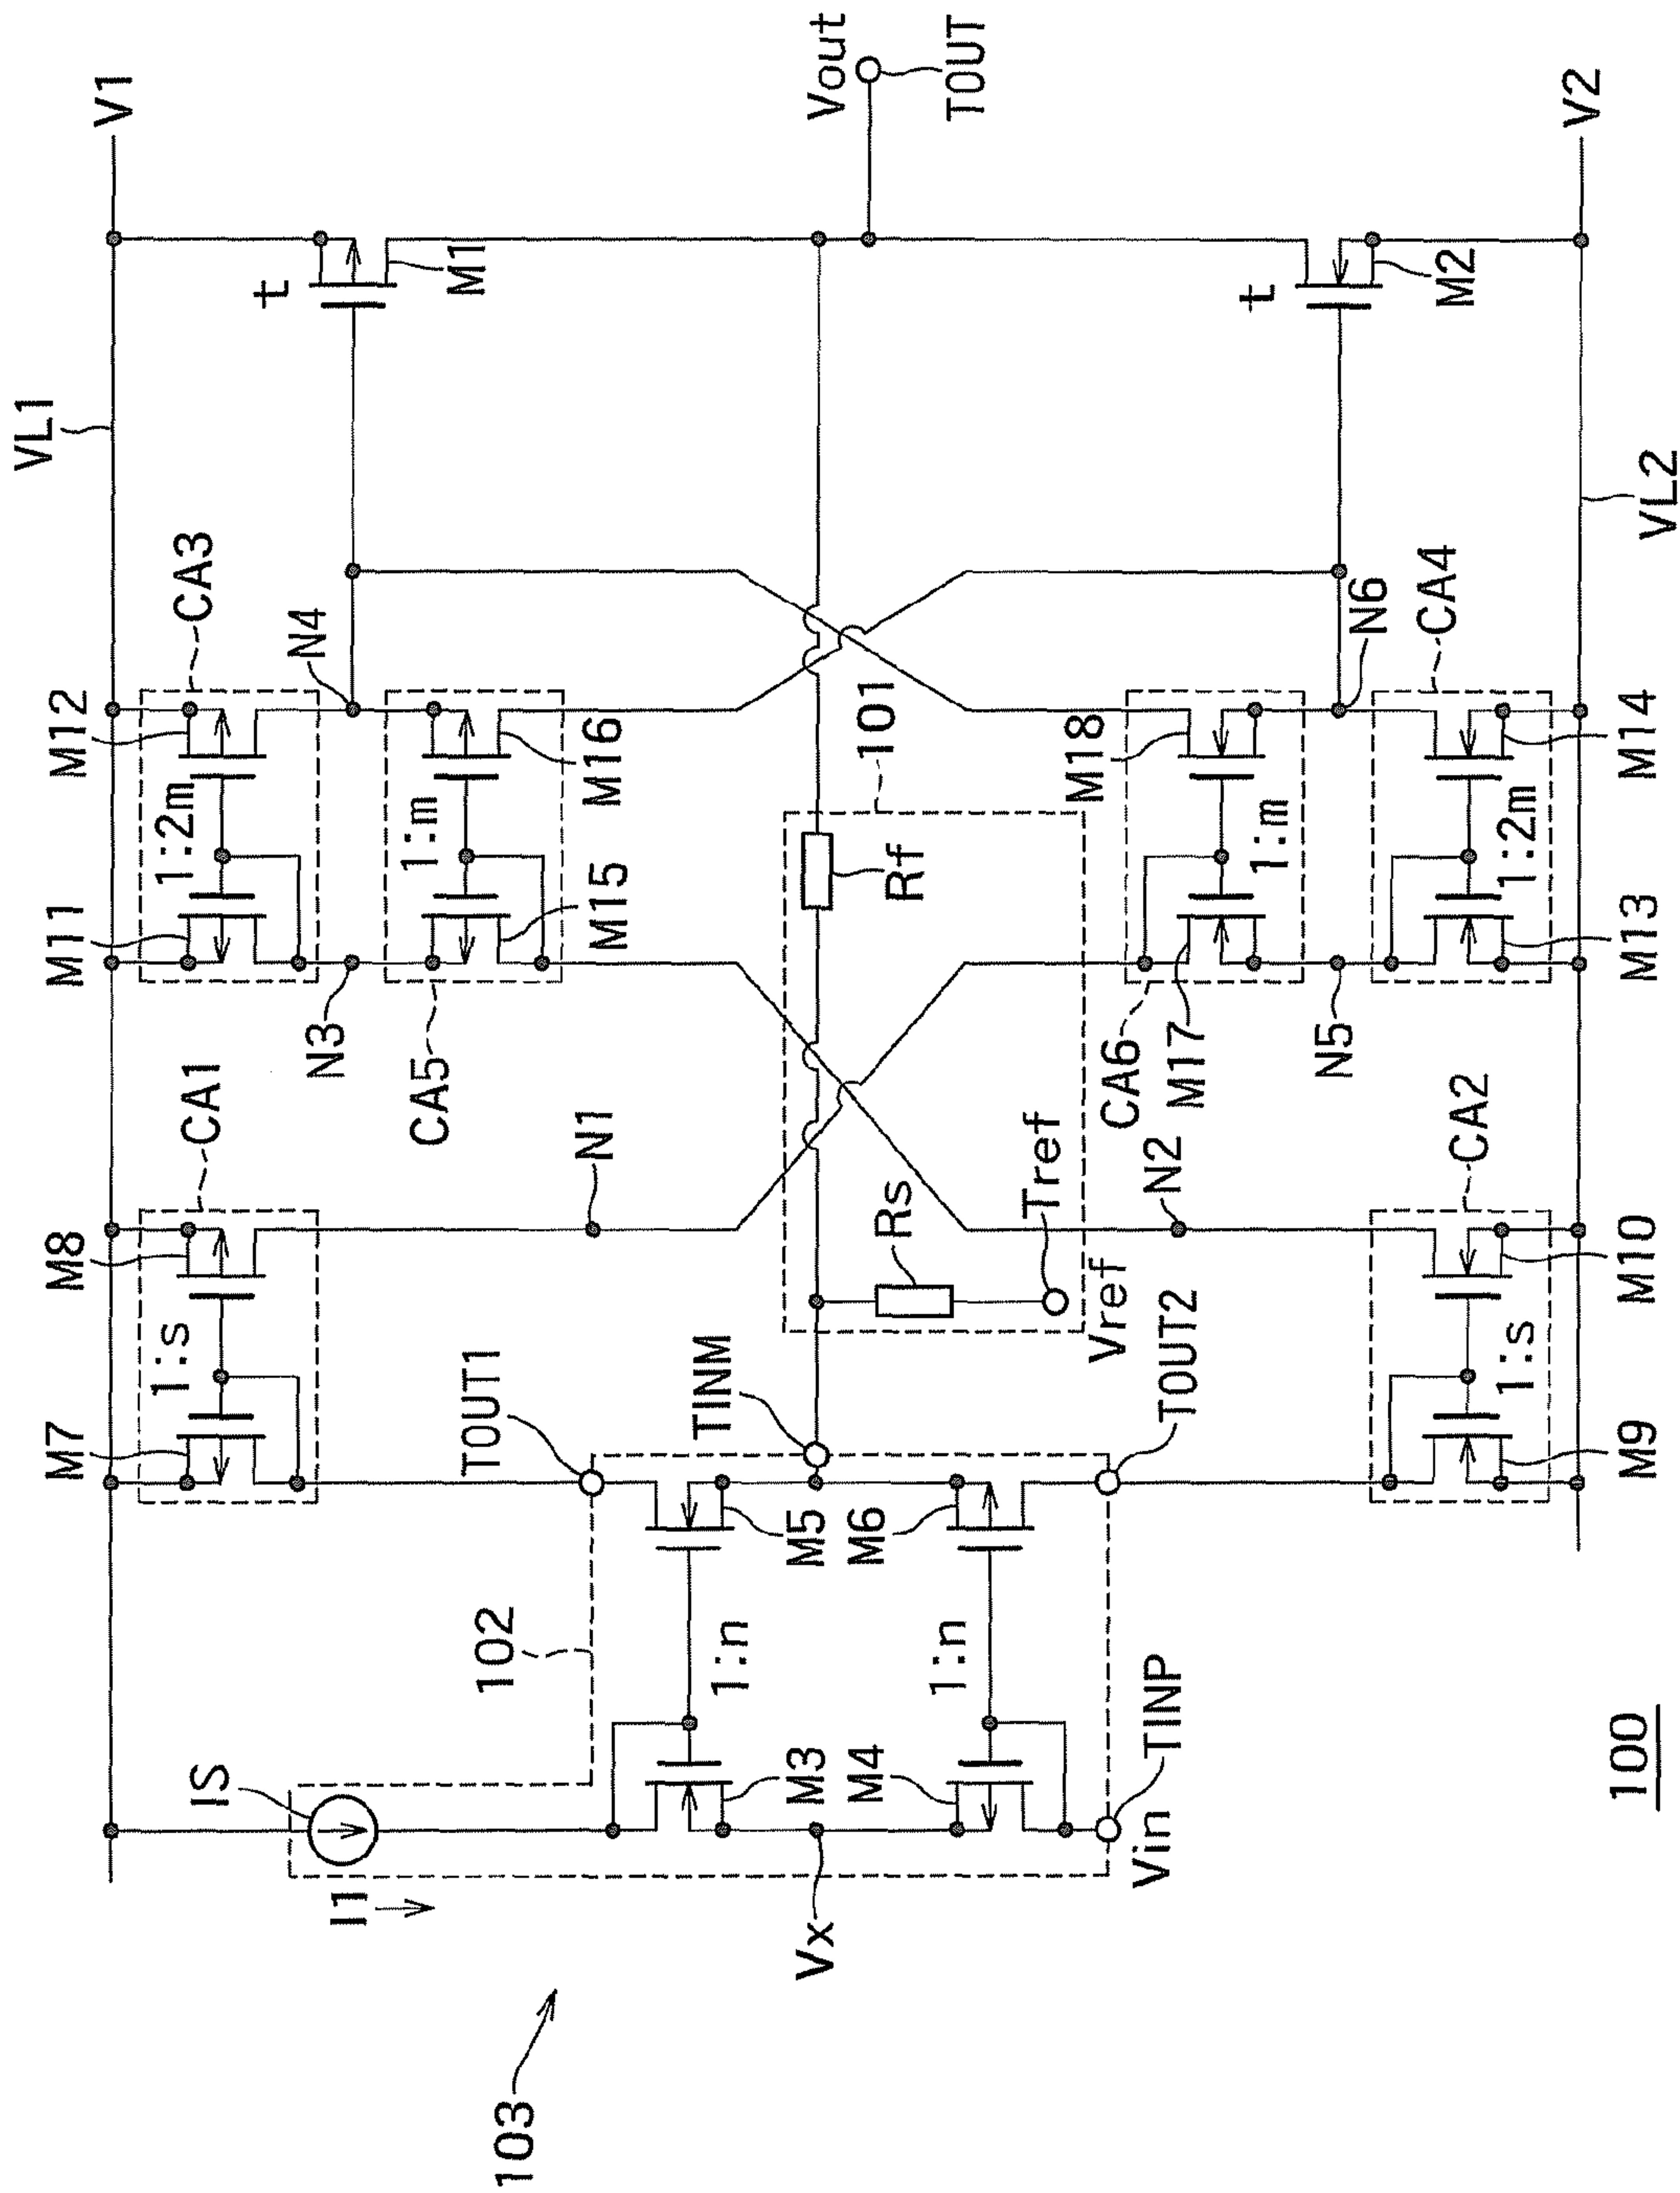 V1
VL1
Vout
TOUT
V2
VL2
t
M1
t
M2
M12
CA3
N4
M11
1:2m
1:m
M16
M15
N3
CA5
101
Rf
M18
N6
CA4
M14
1:m
1:2m
M13
CA6
M17
N5
M8
CA1
N1
1:s
M7
Rs
Tref
Vref
N2
CA2
M10
1:s
M9
TOUT1
TINM
TOUT2
102
M5
M6
1:n
1:n
IS
M3
M4
TINP
Vin
I1
Vx
103
100